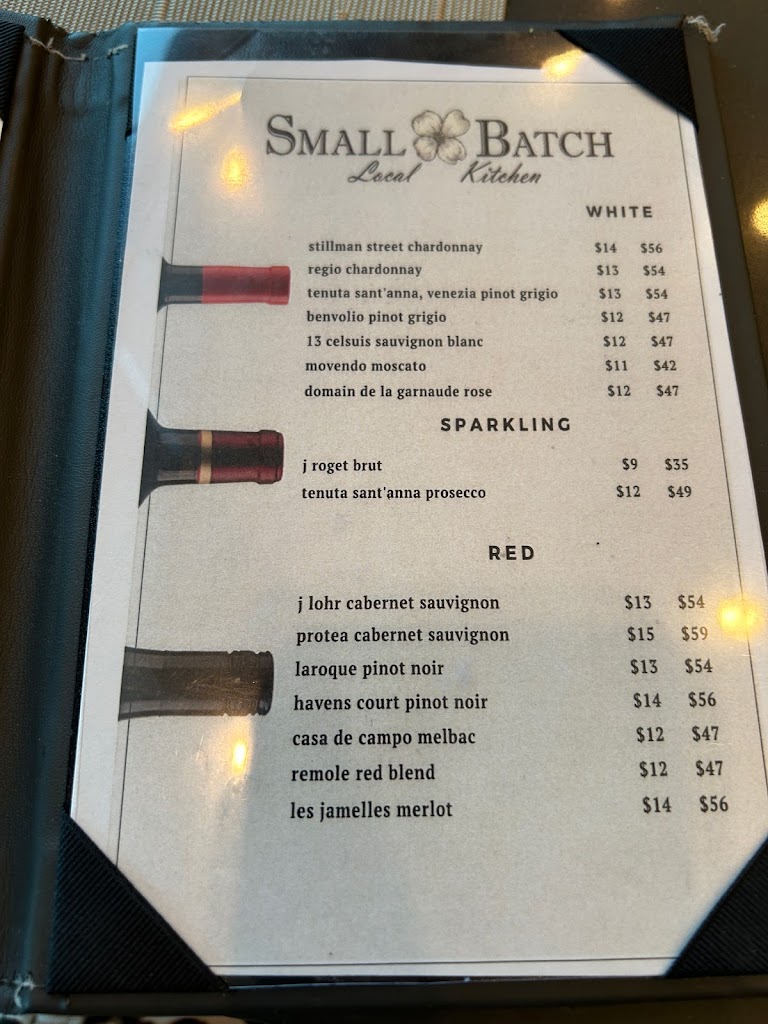 SMALL BATCH
Local Kitchen
WHITE
stillman street chardonnay $14 $56
regio chardonnay $13 $54
tenuta sant'anna, venezia pinot grigio $13 $54
benvolio pinot grigio $12 $47
13 celsuis sauvignon blanc $12 $47
movendo moscato $11 $42
domain de la garnaude rose $12 $47
SPARKLING
j roget brut $9 $35
tenuta sant'anna prosecco $12 $49
RED
j lohr cabernet sauvignon $13 $54
protea cabernet sauvignon $15 $59
laroque pinot noir $13 $54
havens court pinot noir $14 $56
casa de campo melbac $12 $47
remole red blend $12 $47
les jamelles merlot $14 $56